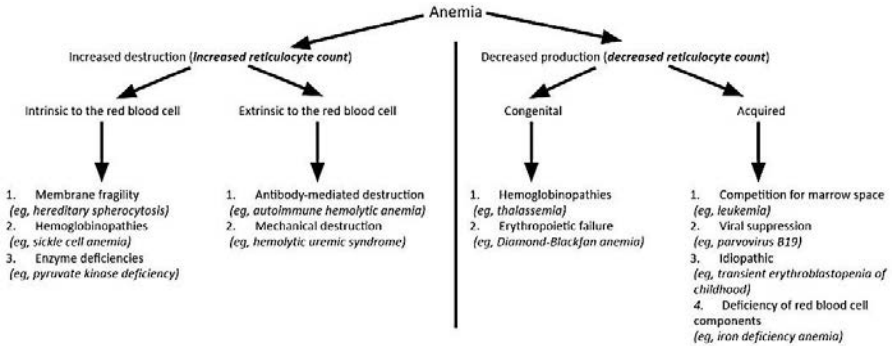 Anemia
Increased destruction (increased reticulocyte count)
Decreased production (decreased reticulocyte count)
Intrinsic to the red blood cell
Extrinsic to the red blood cell
Congenital
Acquired
1. Membrane fragility
(eg, hereditary spherocytosis)
2. Hemoglobinopathies
(eg, sickle cell anemia)
3. Enzyme deficiencies
(eg, pyruvate kinase deficiency)
1. Antibody-mediated destruction
(eg, autoimmune hemolytic anemia)
2. Mechanical destruction
(eg, hemolytic uremic syndrome)
1. Hemoglobinopathies
(eg, thalassemia)
2. Erythropoietic failure
(eg, Diamond-Blackfan anemia)
1. Competition for marrow space
(eg, leukemia)
2. Viral suppression
(eg, parvovirus B19)
3. Idiopathic
(eg, transient erythroblastopenia of
childhood)
4. Deficiency of red blood cell
components
(eg, iron deficiency anemia)